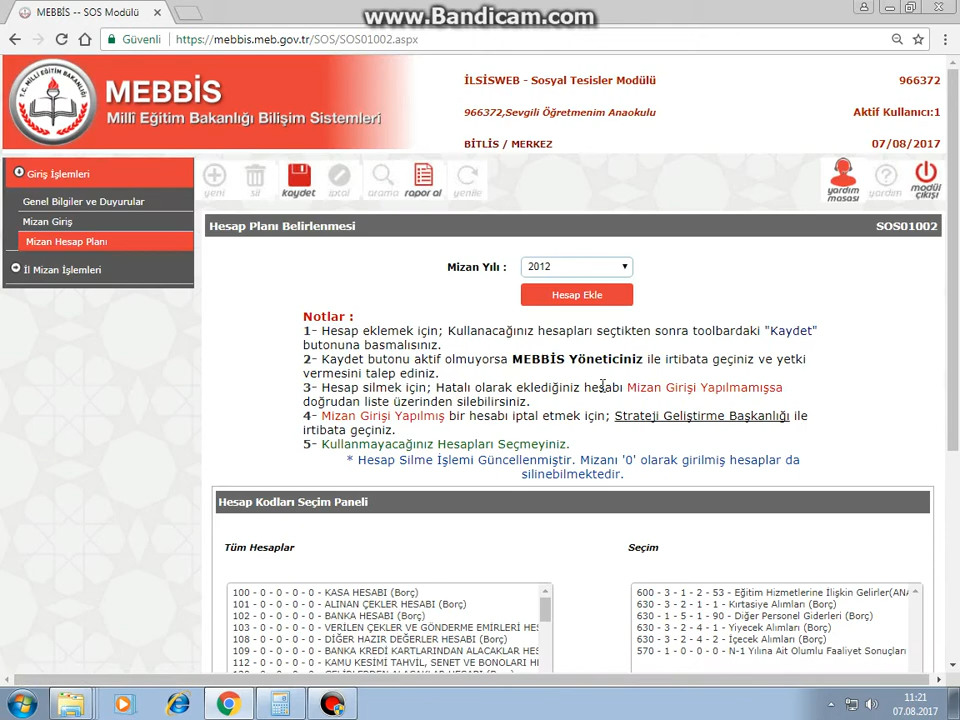 www.Bandicam.com
MEBBİS -- SOS Modülü
Güvenli https://mebbis.meb.gov.tr/SOS/SOS01002.aspx
T.C. MİLLÎ EĞİTİM BAKANLIĞI
MEBBİS
Millî Eğitim Bakanlığı Bilişim Sistemleri
İLSİSWEB - Sosyal Tesisler Modülü 966372
966372,Sevgili Öğretmenim Anaokulu Aktif Kullanıcı:1
BİTLİS / MERKEZ 07/08/2017
Giriş İşlemleri
Genel Bilgiler ve Duyurular
Mizan Giriş
Mizan Hesap Planı
İl Mizan İşlemleri
yeni sil kaydet iptal arama rapor al yenile yardım masası yardım modül çıkışı
Hesap Planı Belirlenmesi SOS01002
Mizan Yılı : 2012
Hesap Ekle
Notlar :
1- Hesap eklemek için; Kullanacağınız hesapları seçtikten sonra toolbardaki "Kaydet"
butonuna basmalısınız.
2- Kaydet butonu aktif olmuyorsa MEBBİS Yöneticiniz ile irtibata geçiniz ve yetki
vermesini talep ediniz.
3- Hesap silmek için; Hatalı olarak eklediğiniz hesabı Mizan Girişi Yapılmamışsa
doğrudan liste üzerinden silebilirsiniz.
4- Mizan Girişi Yapılmış bir hesabı iptal etmek için; Strateji Geliştirme Başkanlığı ile
irtibata geçiniz.
5- Kullanmayacağınız Hesapları Seçmeyiniz.
* Hesap Silme İşlemi Güncellenmiştir. Mizanı '0' olarak girilmiş hesaplar da
silinebilmektedir.
Hesap Kodları Seçim Paneli
Tüm Hesaplar
100 - 0 - 0 - 0 - 0 - KASA HESABI (Borç)
101 - 0 - 0 - 0 - 0 - ALINAN ÇEKLER HESABI (Borç)
102 - 0 - 0 - 0 - 0 - BANKA HESABI (Borç)
103 - 0 - 0 - 0 - 0 - VERİLEN ÇEKLER VE GÖNDERME EMİRLERİ HE
108 - 0 - 0 - 0 - 0 - DİĞER HAZIR DEĞERLER HESABI (Borç)
109 - 0 - 0 - 0 - 0 - BANKA KREDİ KARTLARINDAN ALACAKLAR HE
112 - 0 - 0 - 0 - 0 - KAMU KESİMİ TAHVİL, SENET VE BONOLARI HE
Seçim
600 - 3 - 1 - 2 - 53 - Eğitim Hizmetlerine İlişkin Gelirler(ANA
630 - 3 - 2 - 1 - 1 - Kırtasiye Alımları (Borç)
630 - 1 - 5 - 1 - 90 - Diğer Personel Giderleri (Borç)
630 - 3 - 2 - 4 - 1 - Yiyecek Alımları (Borç)
630 - 3 - 2 - 4 - 2 - İçecek Alımları (Borç)
570 - 1 - 0 - 0 - 0 - N-1 Yılına Ait Olumlu Faaliyet Sonuçları
11:21
07.08.2017